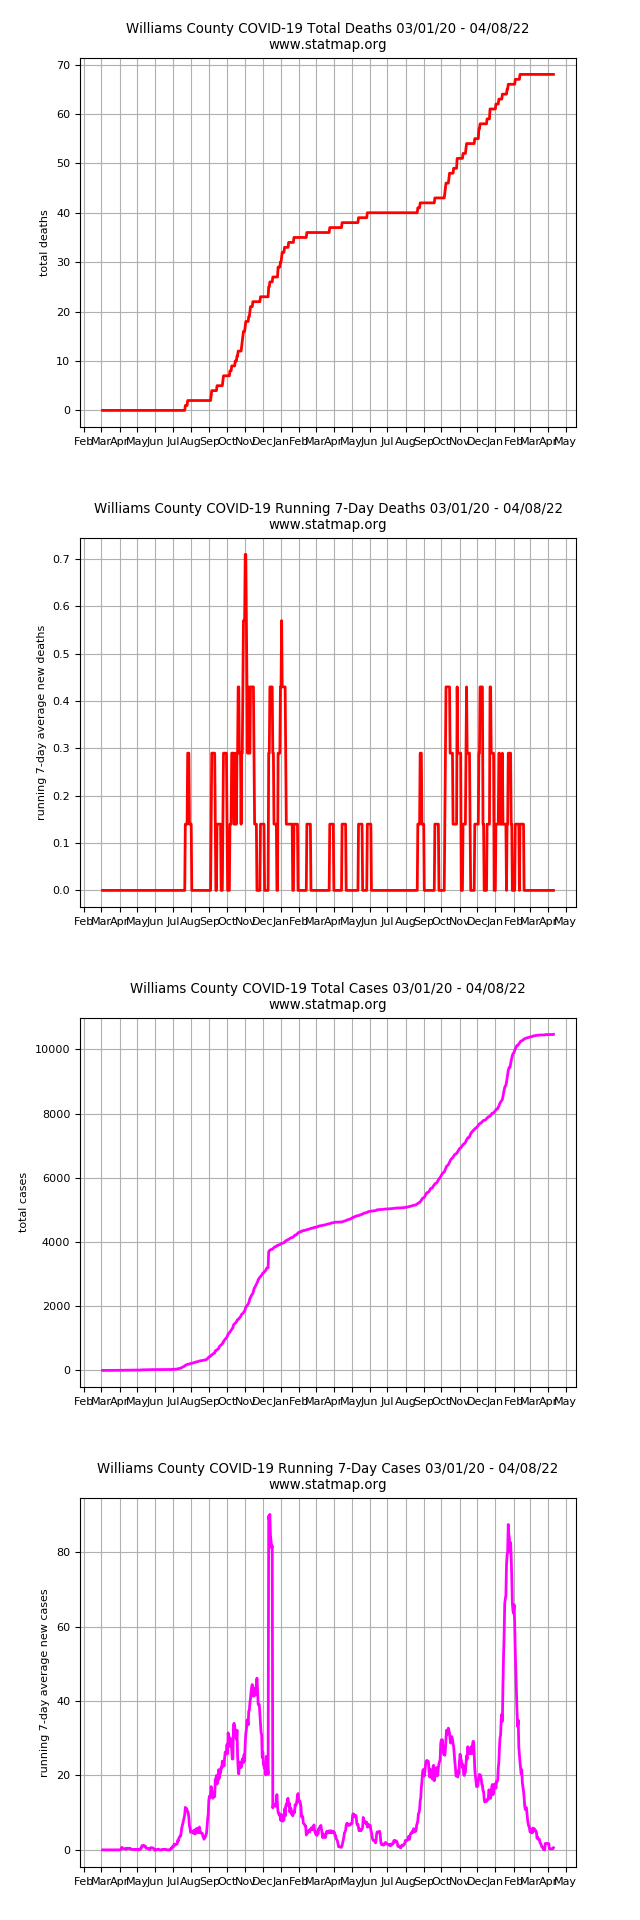 Williams County COVID-19 Total Deaths 03/01/20 - 04/08/22
www.statmap.org
70
60
50
40
30
20
10
0
total deaths
Feb Mar Apr May Jun Jul Aug Sep Oct Nov Dec Jan Feb Mar Apr May Jun Jul Aug Sep Oct Nov Dec Jan Feb Mar Apr May
Williams County COVID-19 Running 7-Day Deaths 03/01/20 - 04/08/22
www.statmap.org
0.7
0.6
0.5
0.4
0.3
0.2
0.1
0.0
running 7-day average new deaths
Feb Mar Apr May Jun Jul Aug Sep Oct Nov Dec Jan Feb Mar Apr May Jun Jul Aug Sep Oct Nov Dec Jan Feb Mar Apr May
Williams County COVID-19 Total Cases 03/01/20 - 04/08/22
www.statmap.org
10000
8000
6000
4000
2000
0
total cases
Feb Mar Apr May Jun Jul Aug Sep Oct Nov Dec Jan Feb Mar Apr May Jun Jul Aug Sep Oct Nov Dec Jan Feb Mar Apr May
Williams County COVID-19 Running 7-Day Cases 03/01/20 - 04/08/22
www.statmap.org
80
60
40
20
0
running 7-day average new cases
Feb Mar Apr May Jun Jul Aug Sep Oct Nov Dec Jan Feb Mar Apr May Jun Jul Aug Sep Oct Nov Dec Jan Feb Mar Apr May